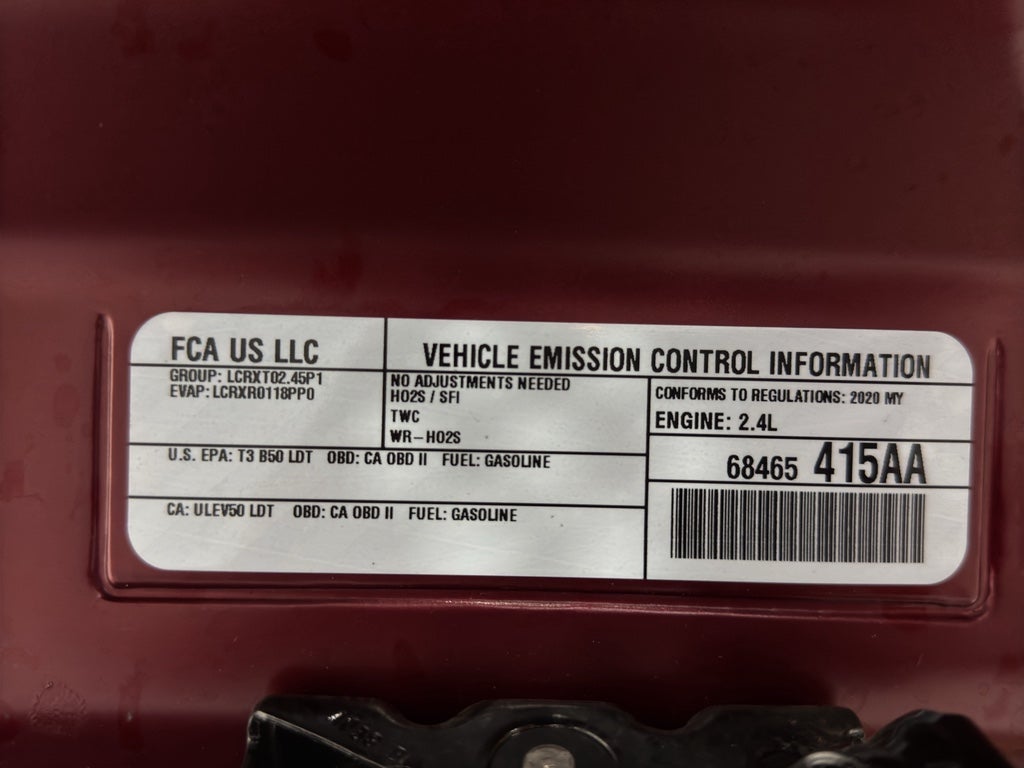 FCA US LLC
VEHICLE EMISSION CONTROL INFORMATION
GROUP: LCRXT02.45P1
EVAP: LCRXR0118PP0
NO ADJUSTMENTS NEEDED
HO2S / SFI
TWC
WR-HO2S
CONFORMS TO REGULATIONS: 2020 MY
ENGINE: 2.4L
U.S. EPA: T3 B50 LDT OBD: CA OBD II FUEL: GASOLINE
68465 415AA
CA: ULEV50 LDT OBD: CA OBD II FUEL: GASOLINE